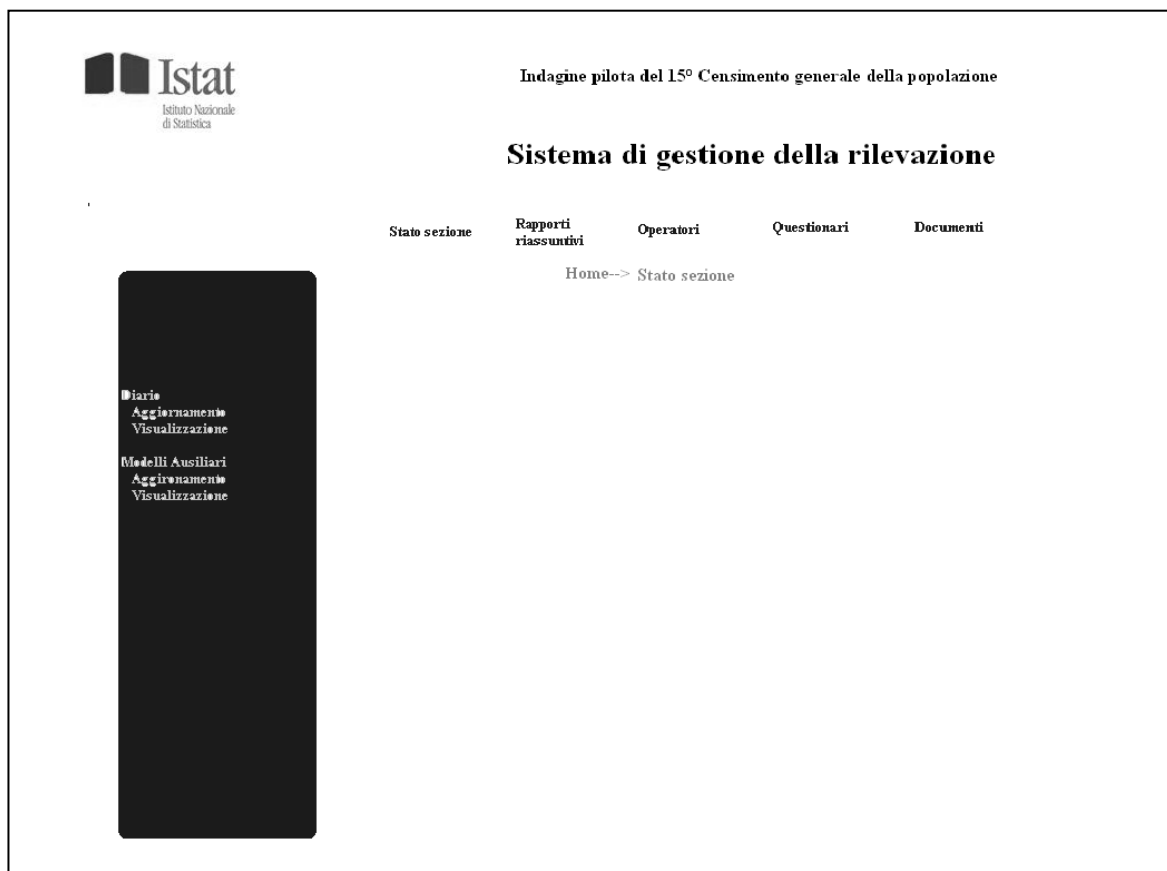 Istat
Istituto Nazionale
di Statistica
Indagine pilota del 15° Censimento generale della popolazione
Sistema di gestione della rilevazione
Stato sezione
Rapporti
riassuntivi
Operatori
Questionari
Documenti
Home--> Stato sezione
Diario
Aggiornamento
Visualizzazione
Modelli Ausiliari
Aggironamento
Visualizzazione